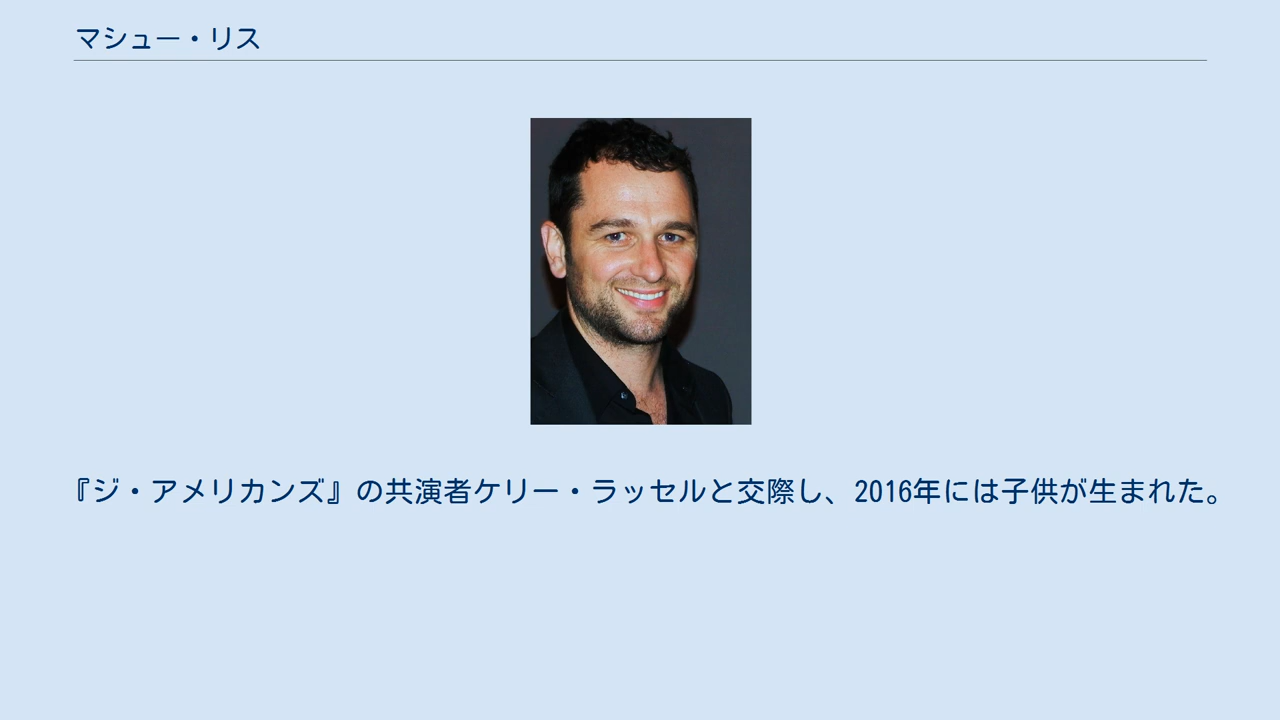 マシュー・リス
『ジ・アメリカンズ』の共演者ケリー・ラッセルと交際し、2016年には子供が生まれた。